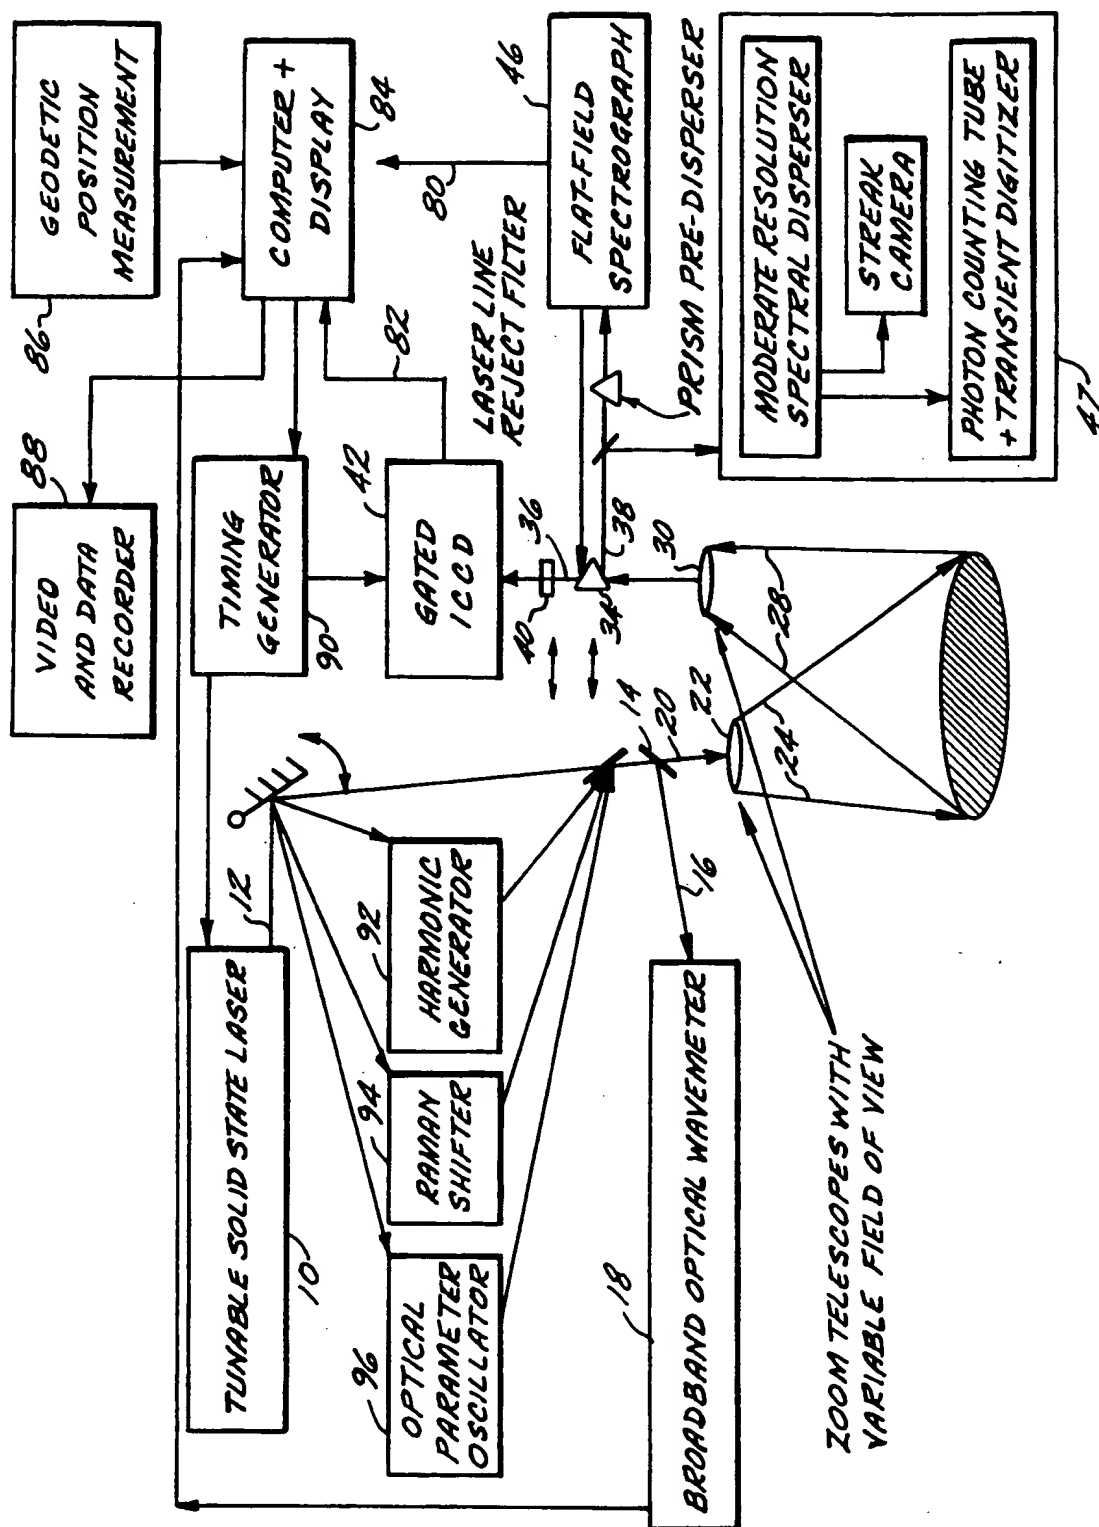 VIDEO
AND DATA
RECORDER
88
86
GEODETIC
POSITION
MEASUREMENT
TIMING
GENERATOR
90
COMPUTER +
DISPLAY
84
TUNABLE SOLID STATE LASER
10
12
GATED
ICCD
42
82
80
LASER LINE
REJECT FILTER
96
OPTICAL
PARAMETER
OSCILLATOR
94
RAMAN
SHIFTER
92
HARMONIC
GENERATOR
40
36
34
38
FLAT-FIELD
SPECTROGRAPH
46
PRISM PRE-DISPERSER
14
20
16
22
30
24
28
18
BROADBAND OPTICAL WAVEMETER
MODERATE RESOLUTION
SPECTRAL DISPERSER
STREAK
CAMERA
PHOTON COUNTING TUBE
+ TRANSIENT DIGITIZER
47
ZOOM TELESCOPES WITH
VARIABLE FIELD OF VIEW